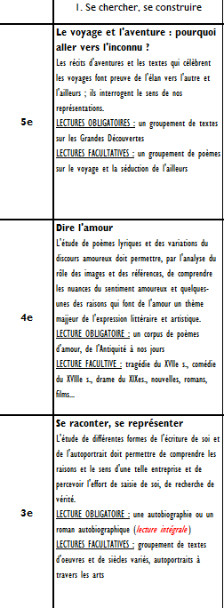 1. Se chercher, se construire
5e
Le voyage et l'aventure : pourquoi
aller vers l'inconnu ?
Les récits d'aventures et les textes qui célèbrent
les voyages font preuve de l'élan vers l'autre et
l'ailleurs ; ils interrogent le sens de nos
représentations.
LECTURES OBLIGATOIRES : un groupement de textes
sur les Grandes Découvertes
LECTURES FACULTATIVES : un groupement de poèmes
sur le voyage et la séduction de l'ailleurs
4e
Dire l'amour
L'étude de poèmes lyriques et des variations du
discours amoureux doit permettre, par l'analyse du
rôle des images et des références, de comprendre
les nuances du sentiment amoureux et quelques-
unes des raisons qui font de l'amour un thème
majeur de l'expression littéraire et artistique.
LECTURE OBLIGATOIRE : un corpus de poèmes
d'amour, de l'Antiquité à nos jours
LECTURE FACULTIVE : tragédie du XVIIe s., comédie
du XVIIIe s., drame du XIXes., nouvelles, romans,
films...
3e
Se raconter, se représenter
L'étude de différentes formes de l'écriture de soi et
de l'autoportrait doit permettre de comprendre les
raisons et le sens d'une telle entreprise et de
percevoir l'effort de saisie de soi, de recherche de
vérité.
LECTURE OBLIGATOIRE : une autobiographie ou un
roman autobiographique (lecture intégrale)
LECTURES FACULTATIVES : groupement de textes
d'oeuvres et de siècles variés, autoportraits à
travers les arts